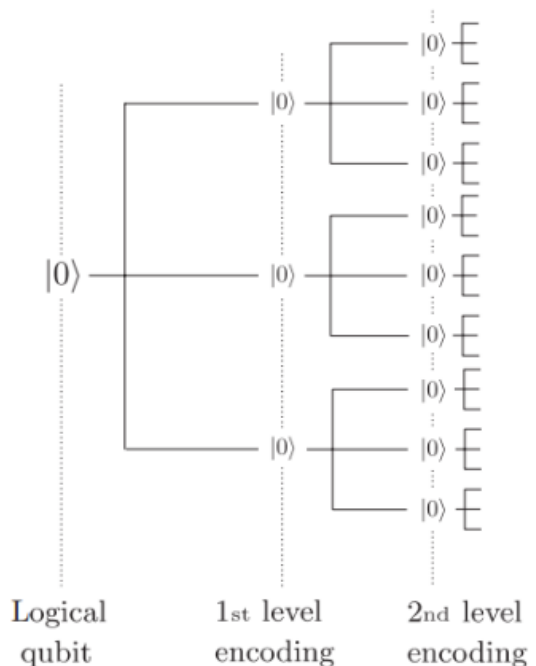 |0⟩
|0⟩
|0⟩
|0⟩
|0⟩
|0⟩
|0⟩
|0⟩
|0⟩
|0⟩
|0⟩
|0⟩
|0⟩
Logical
qubit
1st level
encoding
2nd level
encoding